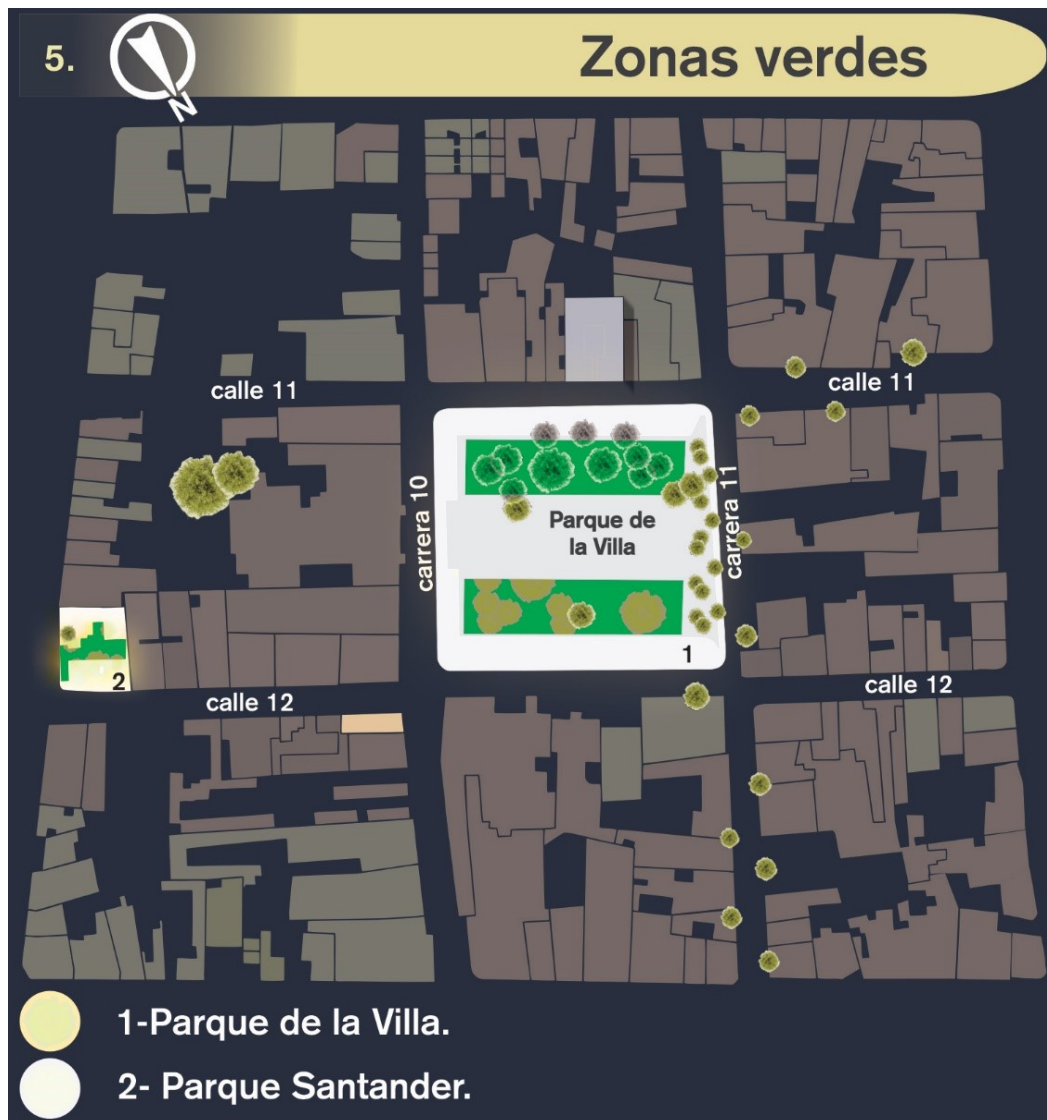 5.
N
Zonas verdes
calle 11
calle 11
carrera 10
Parque de
la Villa
carrera 11
1
2
calle 12
calle 12
1-Parque de la Villa.
2- Parque Santander.